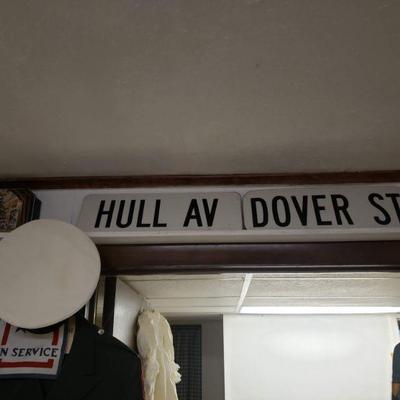 HULL AV
DOVER ST
N SERVICE